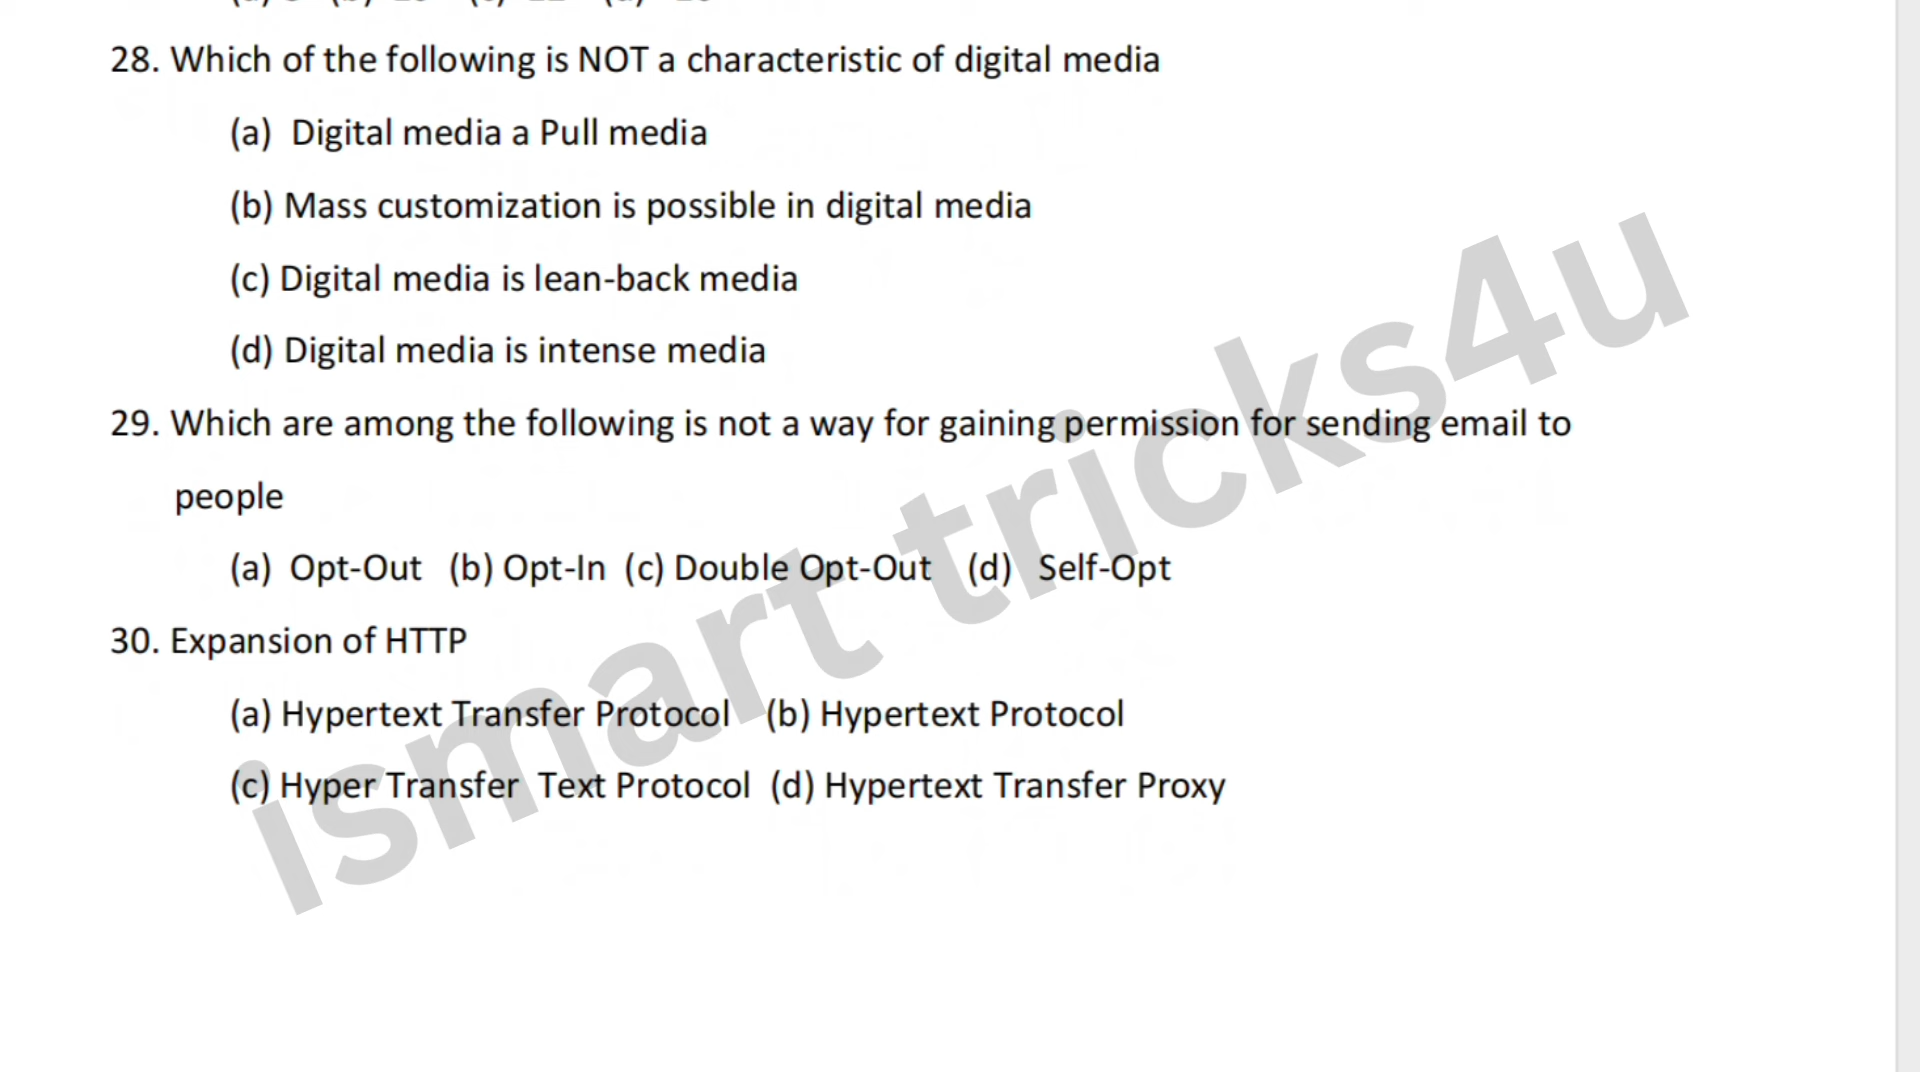 28. Which of the following is NOT a characteristic of digital media
(a) Digital media a Pull media
(b) Mass customization is possible in digital media
(c) Digital media is lean-back media
(d) Digital media is intense media
29. Which are among the following is not a way for gaining permission for sending email to
people
(a) Opt-Out (b) Opt-In (c) Double Opt-Out (d) Self-Opt
30. Expansion of HTTP
(a) Hypertext Transfer Protocol (b) Hypertext Protocol
(c) Hyper Transfer Text Protocol (d) Hypertext Transfer Proxy
ismart tricks4u